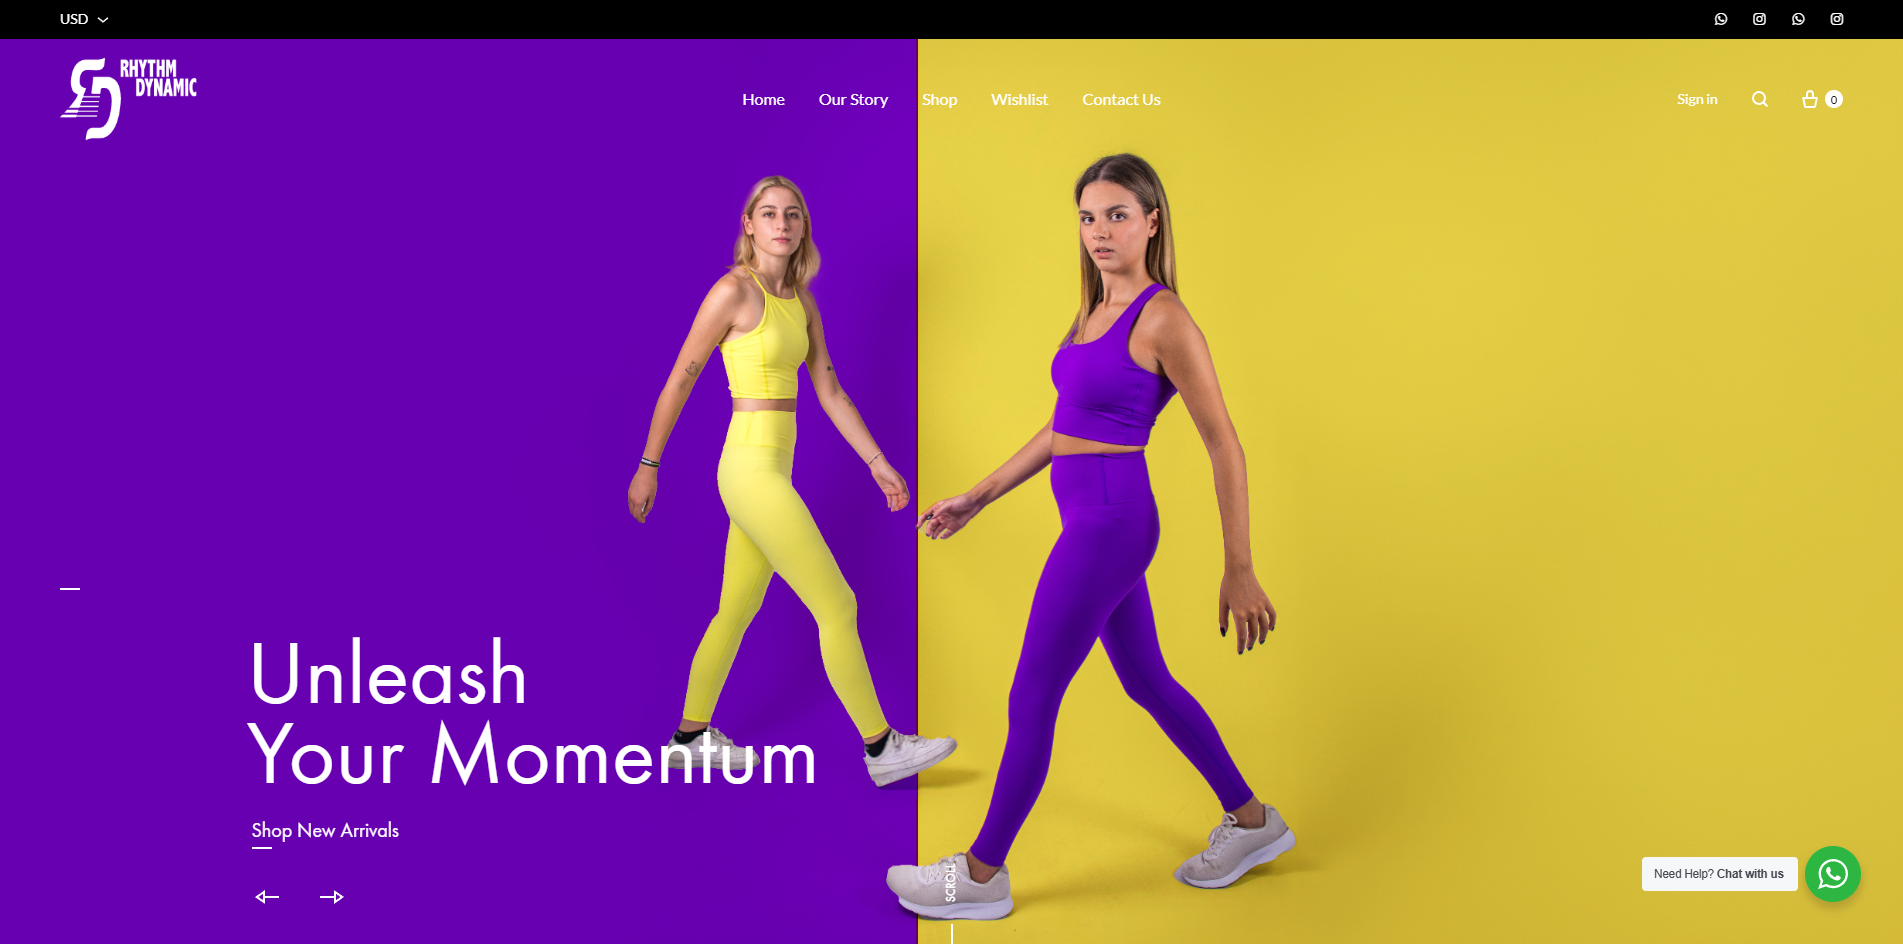 USD
RHYTHM
DYNAMIC
Home
Our Story
Shop
Wishlist
Contact Us
Sign in
0
Unleash
Your Momentum
Shop New Arrivals
SCROLL
Need Help? Chat with us